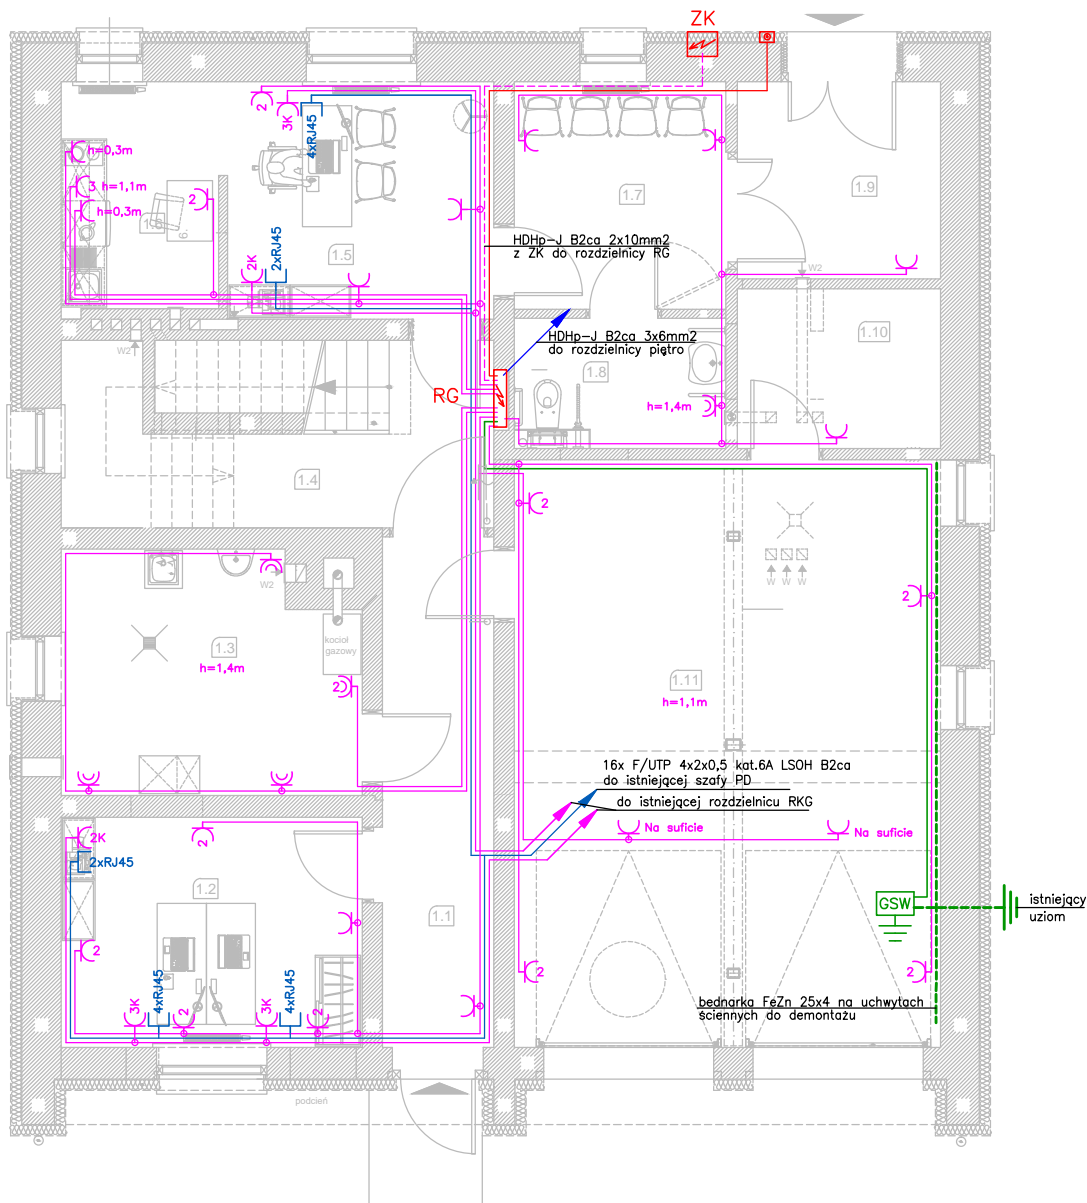 ZK
2
3K
4xRJ45
h=0,3m
3 h=1,1m
h=0,3m
2
1.6
1.5
2K
2xRJ45
1.7
1.9
HDHp-J B2ca 2x10mm2
z ZK do rozdzielnicy RG
W2
1.10
HDHp-J B2ca 3x6mm2
do rozdzielnicy piętro
1.8
W2
RG
h=1,4m
1.4
2
W2
W W W
1.3
h=1,4m
kocioł
gazowy
2
2
1.11
h=1,1m
16x F/UTP 4x2x0,5 kat.6A LSOH B2ca
do istniejącej szafy PD
do istniejącej rozdzielnicu RKG
Na suficie
Na suficie
2K
2xRJ45
2
1.2
1.1
GSW
istniejący
uziom
2
2
2
3K
4xRJ45
2
3K
4xRJ45
2
bednarka FeZn 25x4 na uchwytach
ściennych do demontażu
podcień